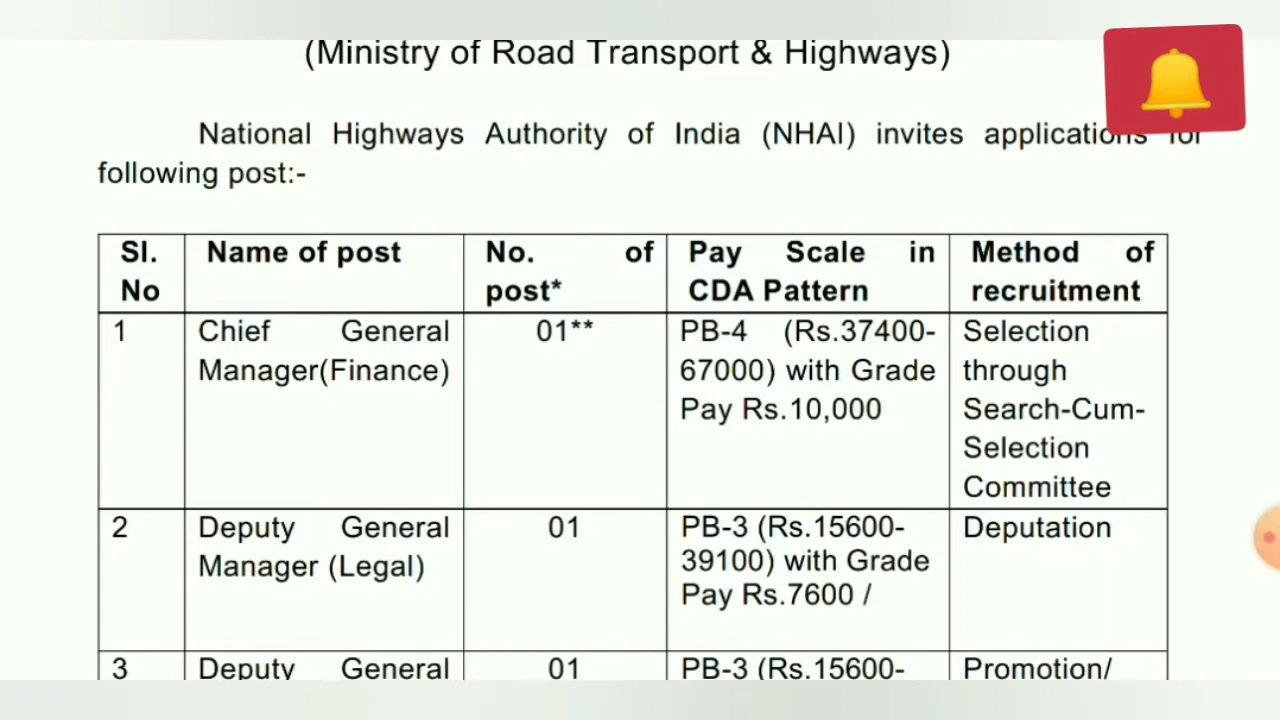 (Ministry of Road Transport & Highways)
National Highways Authority of India (NHAI) invites applications for
following post:-
Sl. No
Name of post
No. of post*
Pay Scale in CDA Pattern
Method of recruitment
1
Chief General
Manager(Finance)
01**
PB-4 (Rs.37400-
67000) with Grade
Pay Rs.10,000
Selection
through
Search-Cum-
Selection
Committee
2
Deputy General
Manager (Legal)
01
PB-3 (Rs.15600-
39100) with Grade
Pay Rs.7600 /
Deputation
3
Deputy General
01
PB-3 (Rs.15600-
Promotion/